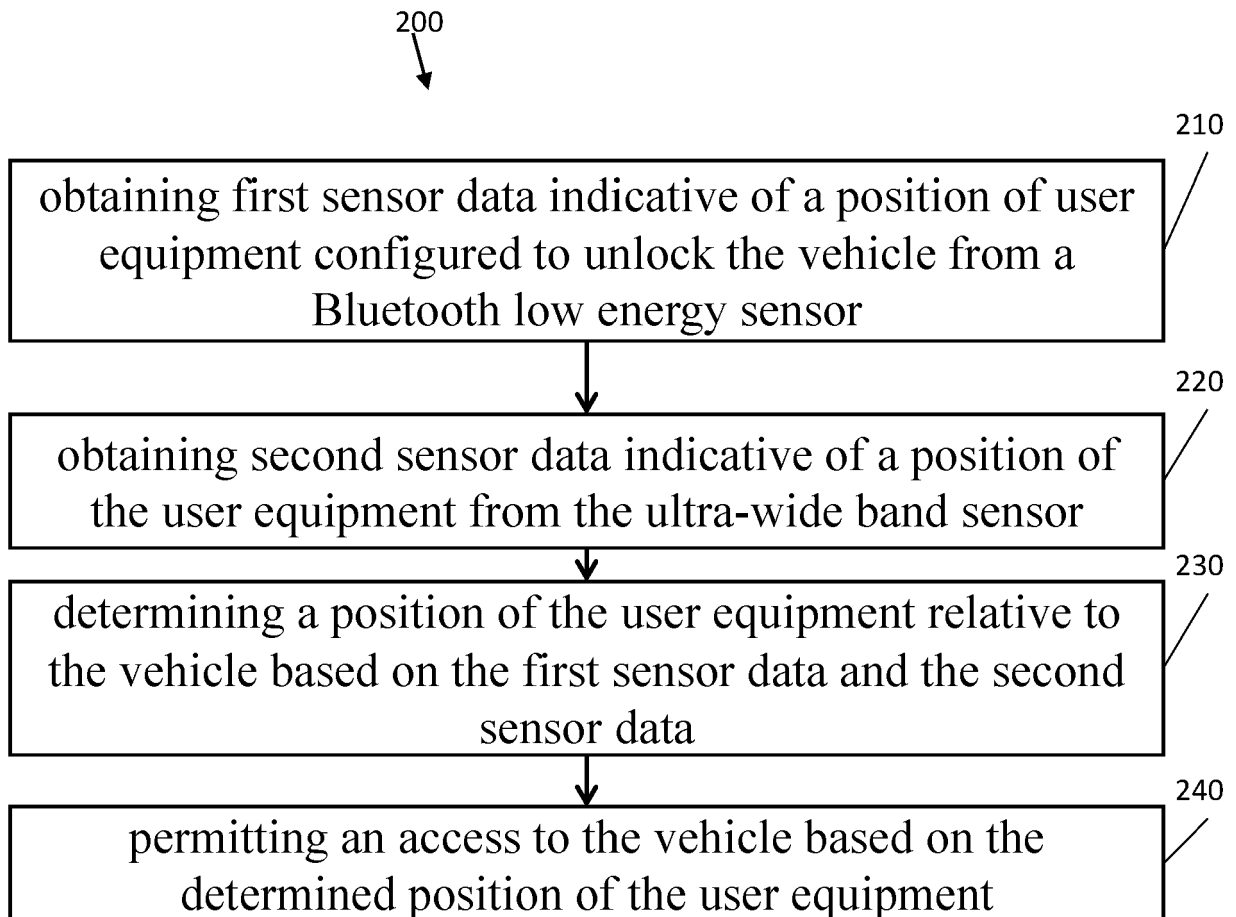 200
210
obtaining first sensor data indicative of a position of user
equipment configured to unlock the vehicle from a
Bluetooth low energy sensor
220
obtaining second sensor data indicative of a position of
the user equipment from the ultra-wide band sensor
230
determining a position of the user equipment relative to
the vehicle based on the first sensor data and the second
sensor data
240
permitting an access to the vehicle based on the
determined position of the user equipment